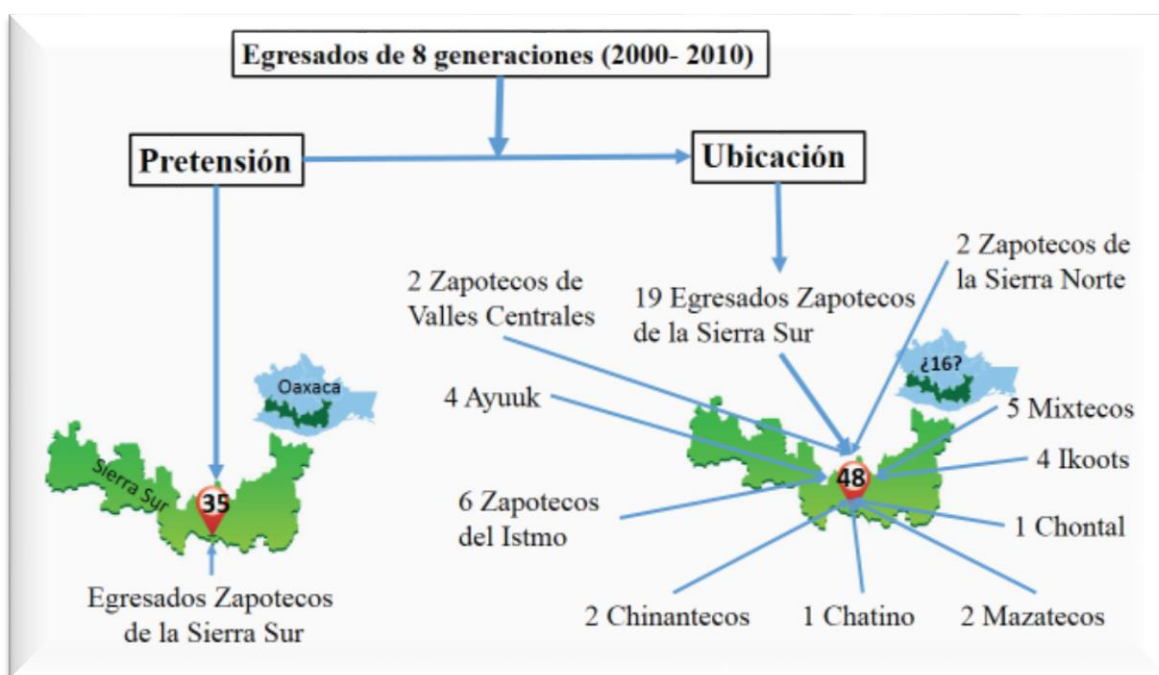 Egresados de 8 generaciones (2000- 2010)
Pretensión
Ubicación
2 Zapotecos de
la Sierra Norte
2 Zapotecos de
Valles Centrales
19 Egresados Zapotecos
de la Sierra Sur
Oaxaca
¿16?
4 Ayuuk
5 Mixtecos
Sierra Sur
35
48
4 Ikoots
6 Zapotecos
del Istmo
1 Chontal
Egresados Zapotecos
de la Sierra Sur
2 Chinantecos
1 Chatino
2 Mazatecos